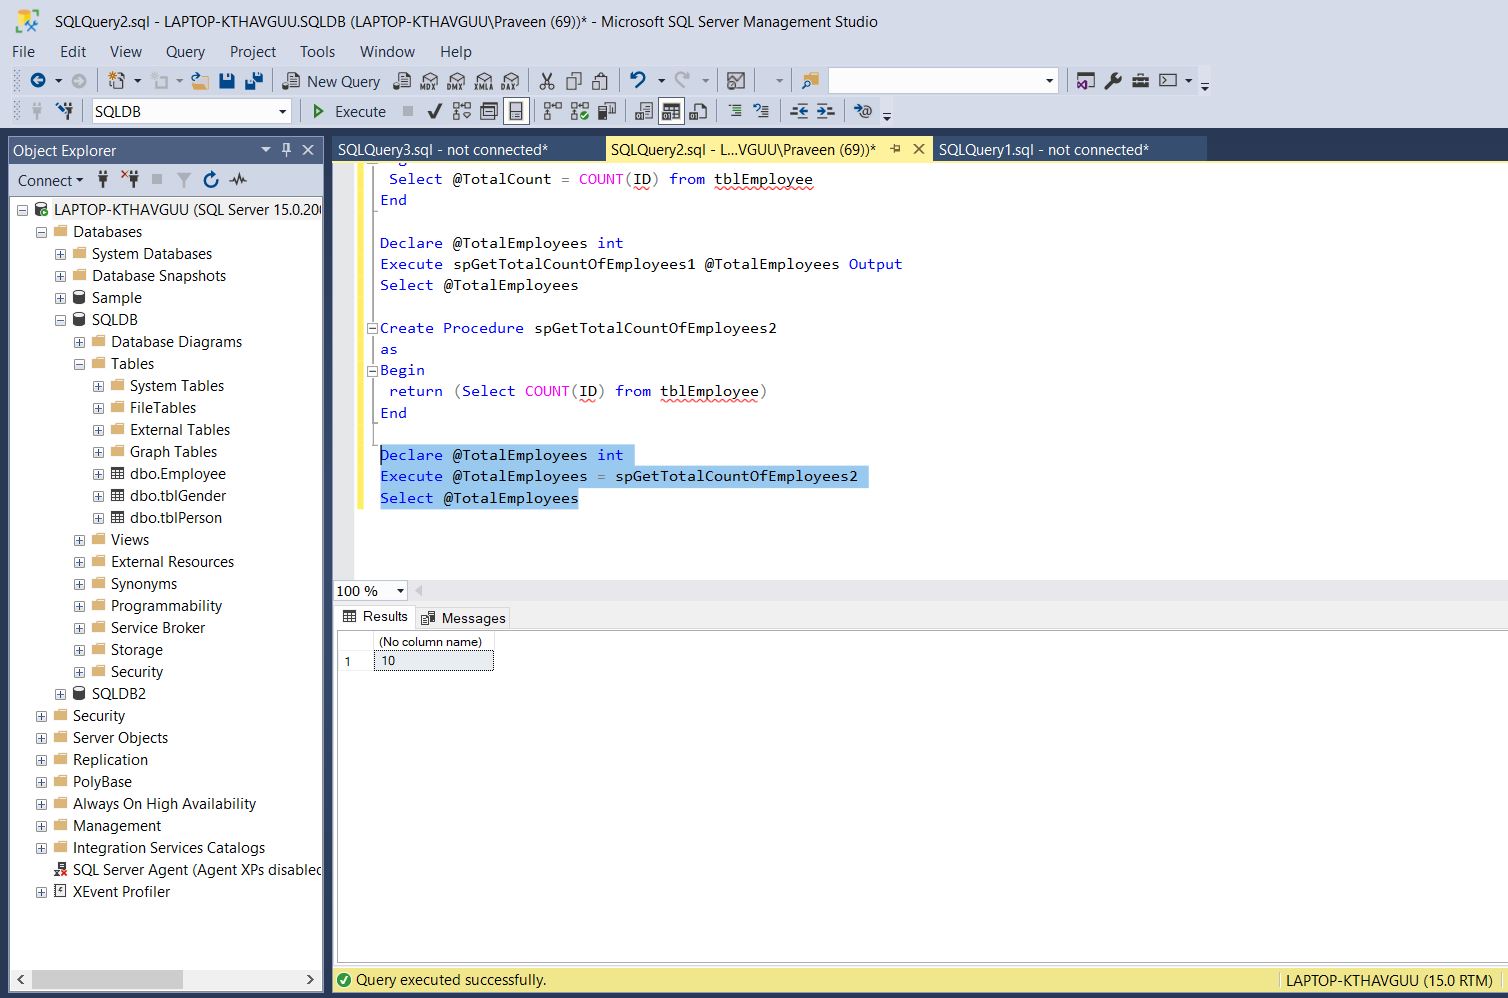 SQLQuery2.sql - LAPTOP-KTHAVGUU.SQLDB (LAPTOP-KTHAVGUU\Praveen (69))* - Microsoft SQL Server Management Studio
File Edit View Query Project Tools Window Help
New Query MDX DMX XMLA DAX
SQLDB Execute
Object Explorer
Connect
LAPTOP-KTHAVGUU (SQL Server 15.0.200
Databases
System Databases
Database Snapshots
Sample
SQLDB
Database Diagrams
Tables
System Tables
FileTables
External Tables
Graph Tables
dbo.Employee
dbo.tblGender
dbo.tblPerson
Views
External Resources
Synonyms
Programmability
Service Broker
Storage
Security
SQLDB2
Security
Server Objects
Replication
PolyBase
Always On High Availability
Management
Integration Services Catalogs
SQL Server Agent (Agent XPs disabled
XEvent Profiler
SQLQuery3.sql - not connected* SQLQuery2.sql - L...VGUU\Praveen (69))* SQLQuery1.sql - not connected*
Select @TotalCount = COUNT(ID) from tblEmployee
End
Declare @TotalEmployees int
Execute spGetTotalCountOfEmployees1 @TotalEmployees Output
Select @TotalEmployees
Create Procedure spGetTotalCountOfEmployees2
as
Begin
return (Select COUNT(ID) from tblEmployee)
End
Declare @TotalEmployees int
Execute @TotalEmployees = spGetTotalCountOfEmployees2
Select @TotalEmployees
100 %
Results Messages
(No column name)
1 10
Query executed successfully. LAPTOP-KTHAVGUU (15.0 RTM)